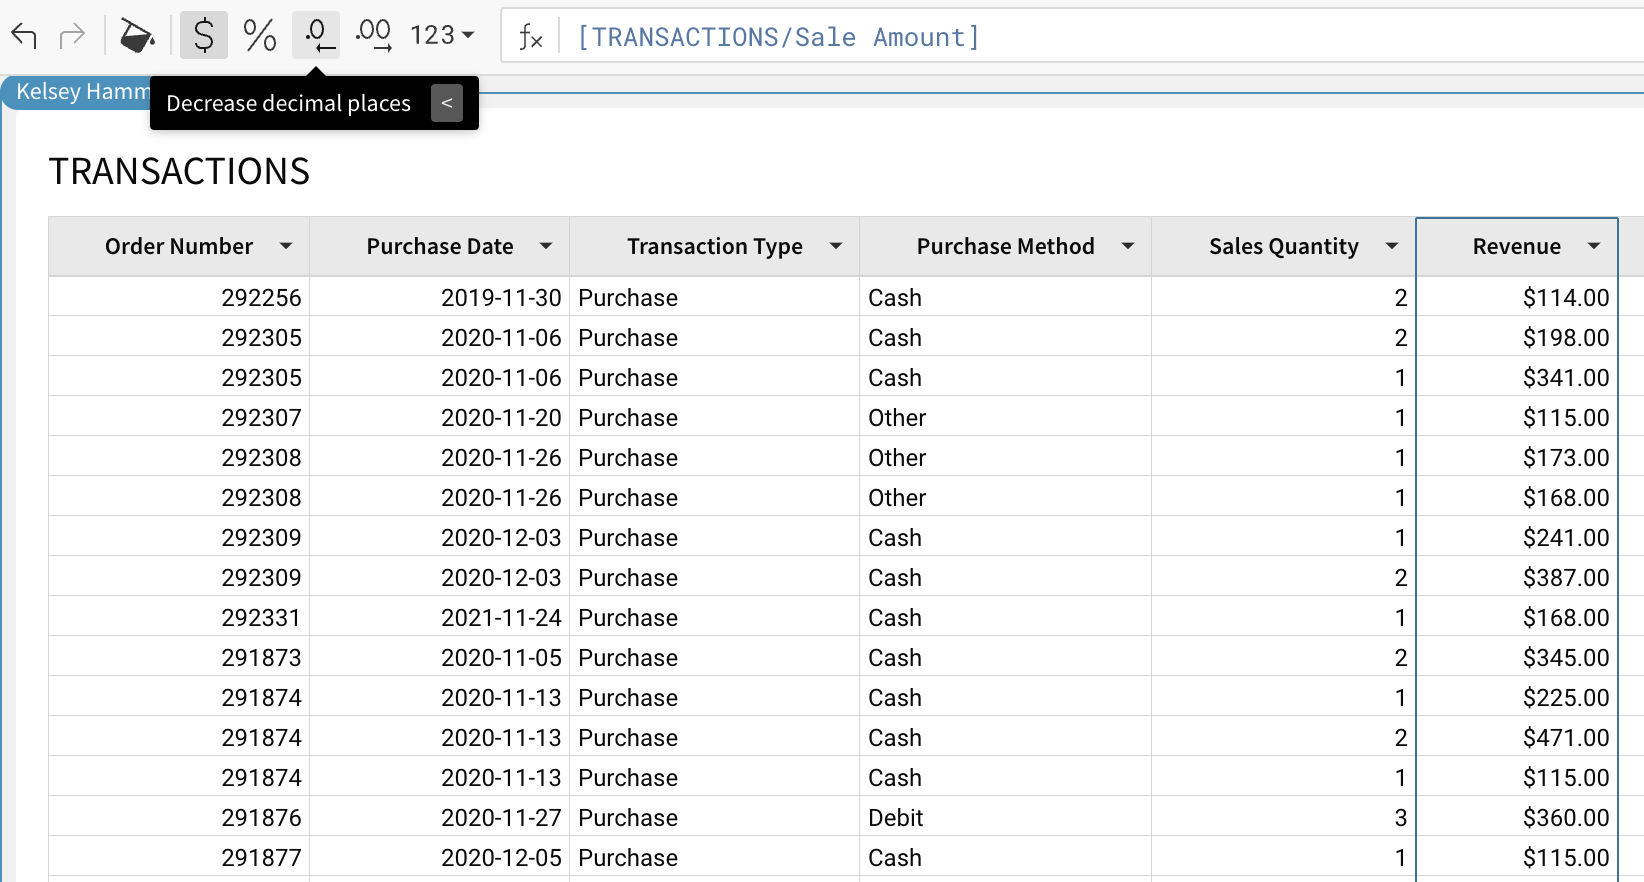 $ % .0 .00 123 fx [TRANSACTIONS/Sale Amount]
Kelsey Hamm
Decrease decimal places <
TRANSACTIONS
Order Number Purchase Date Transaction Type Purchase Method Sales Quantity Revenue
292256 2019-11-30 Purchase Cash 2 $114.00
292305 2020-11-06 Purchase Cash 2 $198.00
292305 2020-11-06 Purchase Cash 1 $341.00
292307 2020-11-20 Purchase Other 1 $115.00
292308 2020-11-26 Purchase Other 1 $173.00
292308 2020-11-26 Purchase Other 1 $168.00
292309 2020-12-03 Purchase Cash 1 $241.00
292309 2020-12-03 Purchase Cash 2 $387.00
292331 2021-11-24 Purchase Cash 1 $168.00
291873 2020-11-05 Purchase Cash 2 $345.00
291874 2020-11-13 Purchase Cash 1 $225.00
291874 2020-11-13 Purchase Cash 2 $471.00
291874 2020-11-13 Purchase Cash 1 $115.00
291876 2020-11-27 Purchase Debit 3 $360.00
291877 2020-12-05 Purchase Cash 1 $115.00